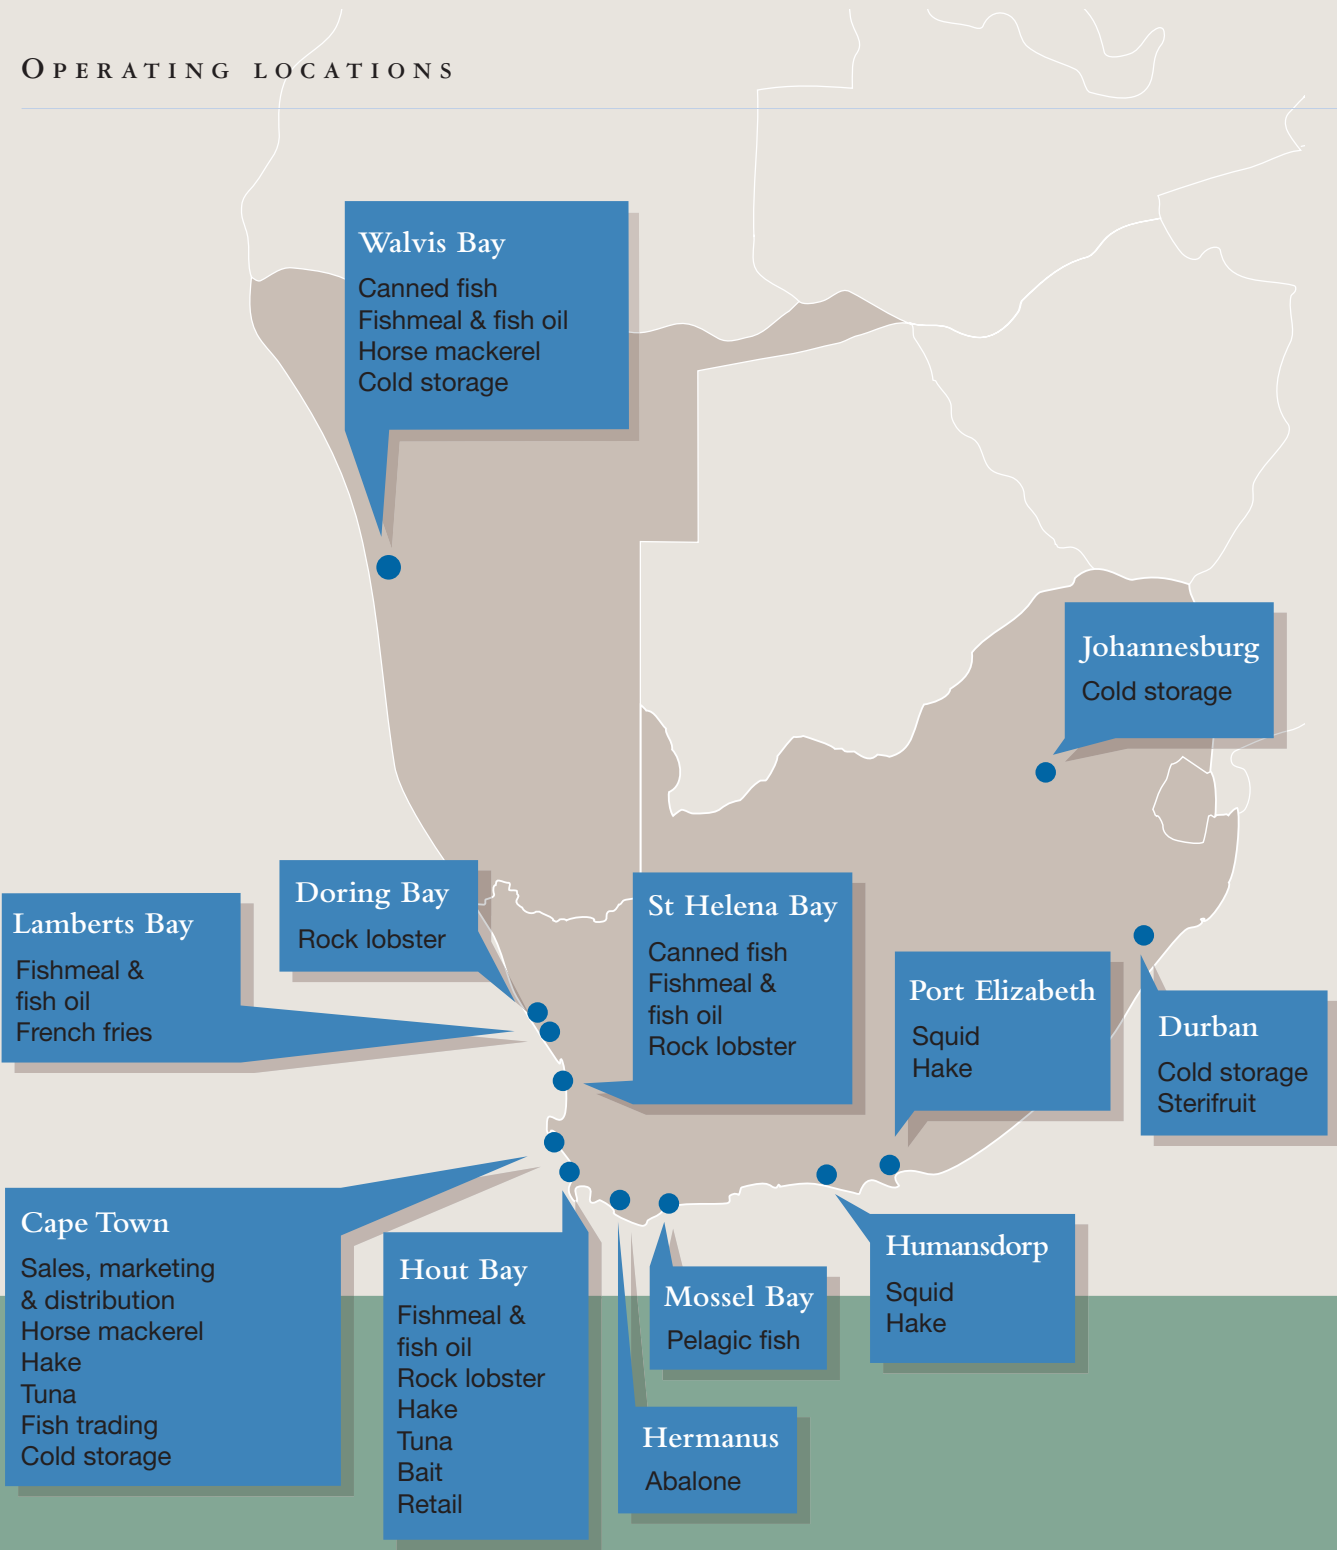 OPERATING LOCATIONS
Walvis Bay
Canned fish
Fishmeal & fish oil
Horse mackerel
Cold storage
Johannesburg
Cold storage
Doring Bay
Rock lobster
Lamberts Bay
Fishmeal &
fish oil
French fries
St Helena Bay
Canned fish
Fishmeal &
fish oil
Rock lobster
Port Elizabeth
Squid
Hake
Durban
Cold storage
Sterifruit
Cape Town
Sales, marketing
& distribution
Horse mackerel
Hake
Tuna
Fish trading
Cold storage
Hout Bay
Fishmeal &
fish oil
Rock lobster
Hake
Tuna
Bait
Retail
Mossel Bay
Pelagic fish
Humansdorp
Squid
Hake
Hermanus
Abalone